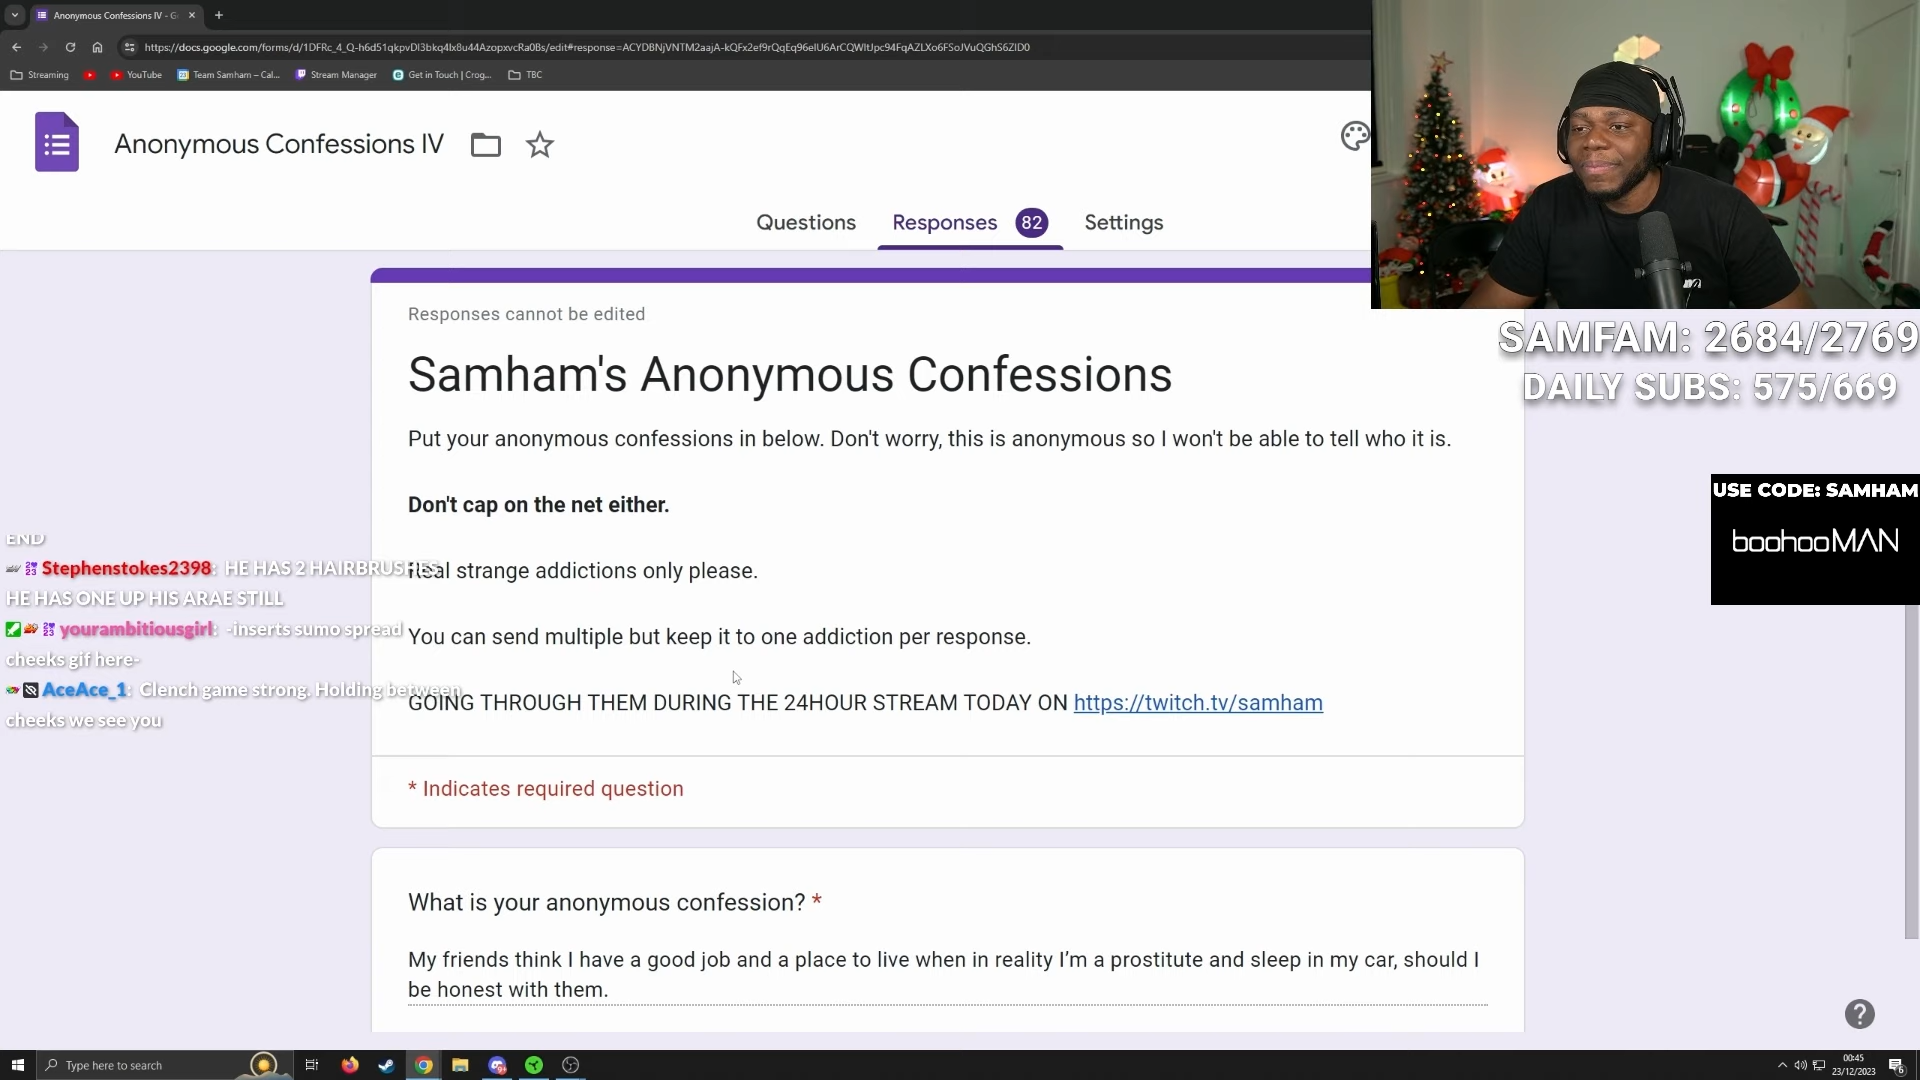 Anonymous Confessions IV - G
https://docs.google.com/forms/d/
Streaming
YouTube
Team Samham – Cal...
Stream Manager
Get in Touch | Crog...
TBC
Anonymous Confessions IV
Questions
Responses 82
Settings
Responses cannot be edited
Samham's Anonymous Confessions
Put your anonymous confessions in below. Don't worry, this is anonymous so I won't be able to tell who it is.
Don't cap on the net either.
Real strange addictions only please.
You can send multiple but keep it to one addiction per response.
GOING THROUGH THEM DURING THE 24HOUR STREAM TODAY ON https://twitch.tv/samham
* Indicates required question
What is your anonymous confession? *
My friends think I have a good job and a place to live when in reality I’m a prostitute and sleep in my car, should I
be honest with them.
END
Stephenstokes2398: HE HAS 2 HAIRBRUSHES
HE HAS ONE UP HIS ARAE STILL
yourambitiousgirl: -inserts sumo spread
cheeks gif here-
AceAce_1: Clench game strong. Holding between
cheeks we see you
SAMFAM: 2684/2769
DAILY SUBS: 575/669
USE CODE: SAMHAM
boohooMAN
Type here to search
00:45
23/12/2023